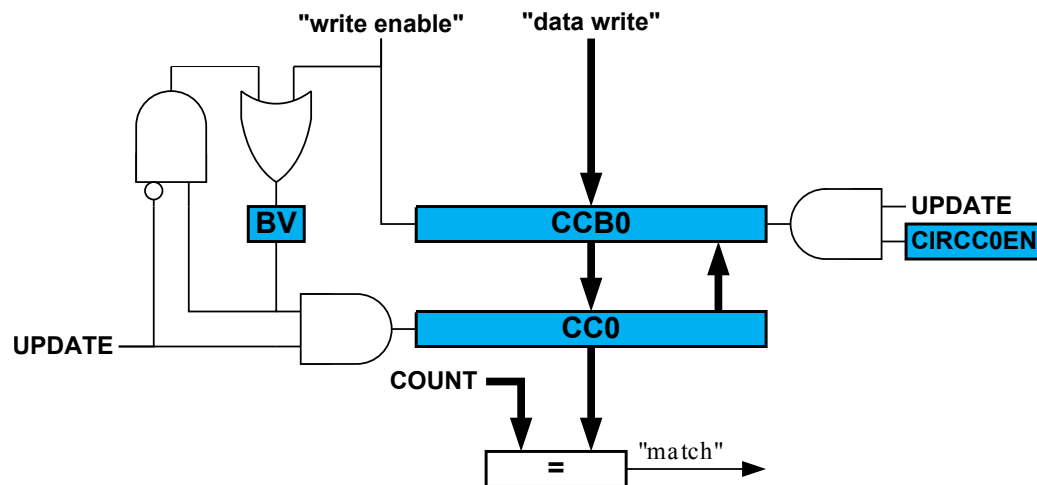 "write enable"
"data write"
BV
CCB0
UPDATE
CIRCC0EN
UPDATE
CC0
COUNT
=
"match"